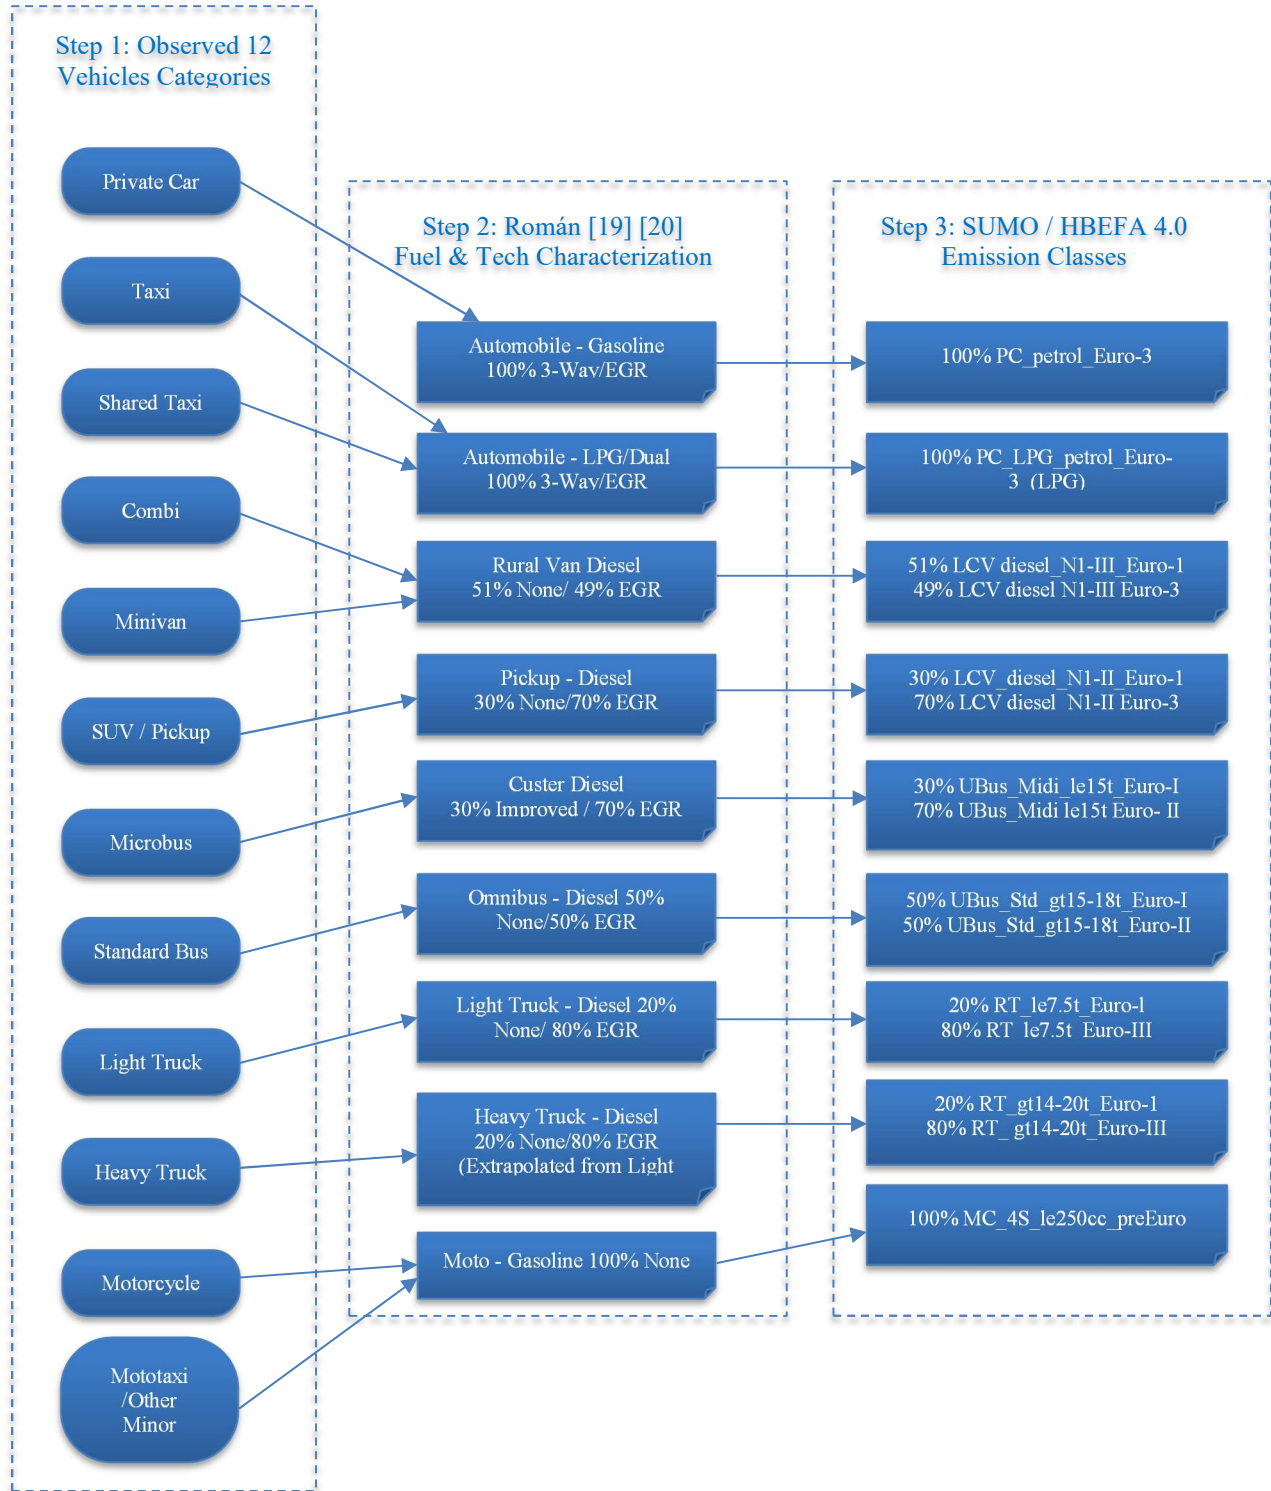 Step 1: Observed 12
Vehicles Categories
Private Car
Taxi
Shared Taxi
Combi
Minivan
SUV / Pickup
Microbus
Standard Bus
Light Truck
Heavy Truck
Motorcycle
Mototaxi
/Other
Minor
Step 2: Román [19] [20]
Fuel & Tech Characterization
Automobile - Gasoline
100% 3-Way/EGR
Automobile - LPG/Dual
100% 3-Way/EGR
Rural Van Diesel
51% None/ 49% EGR
Pickup - Diesel
30% None/70% EGR
Custer Diesel
30% Improved / 70% EGR
Omnibus - Diesel 50%
None/50% EGR
Light Truck - Diesel 20%
None/ 80% EGR
Heavy Truck - Diesel
20% None/80% EGR
(Extrapolated from Light
Moto - Gasoline 100% None
Step 3: SUMO / HBEFA 4.0
Emission Classes
100% PC_petrol_Euro-3
100% PC_LPG_petrol_Euro-
3_(LPG)
51% LCV diesel_N1-III_Euro-1
49% LCV diesel N1-III Euro-3
30% LCV_diesel_N1-II_Euro-1
70% LCV diesel_N1-II Euro-3
30% UBus_Midi_le15t_Euro-I
70% UBus_Midi le15t Euro- II
50% UBus_Std_gt15-18t_Euro-I
50% UBus_Std_gt15-18t_Euro-II
20% RT_le7.5t_Euro-l
80% RT_le7.5t_Euro-III
20% RT_gt14-20t_Euro-1
80% RT_ gt14-20t_Euro-III
100% MC_4S_le250cc_preEuro